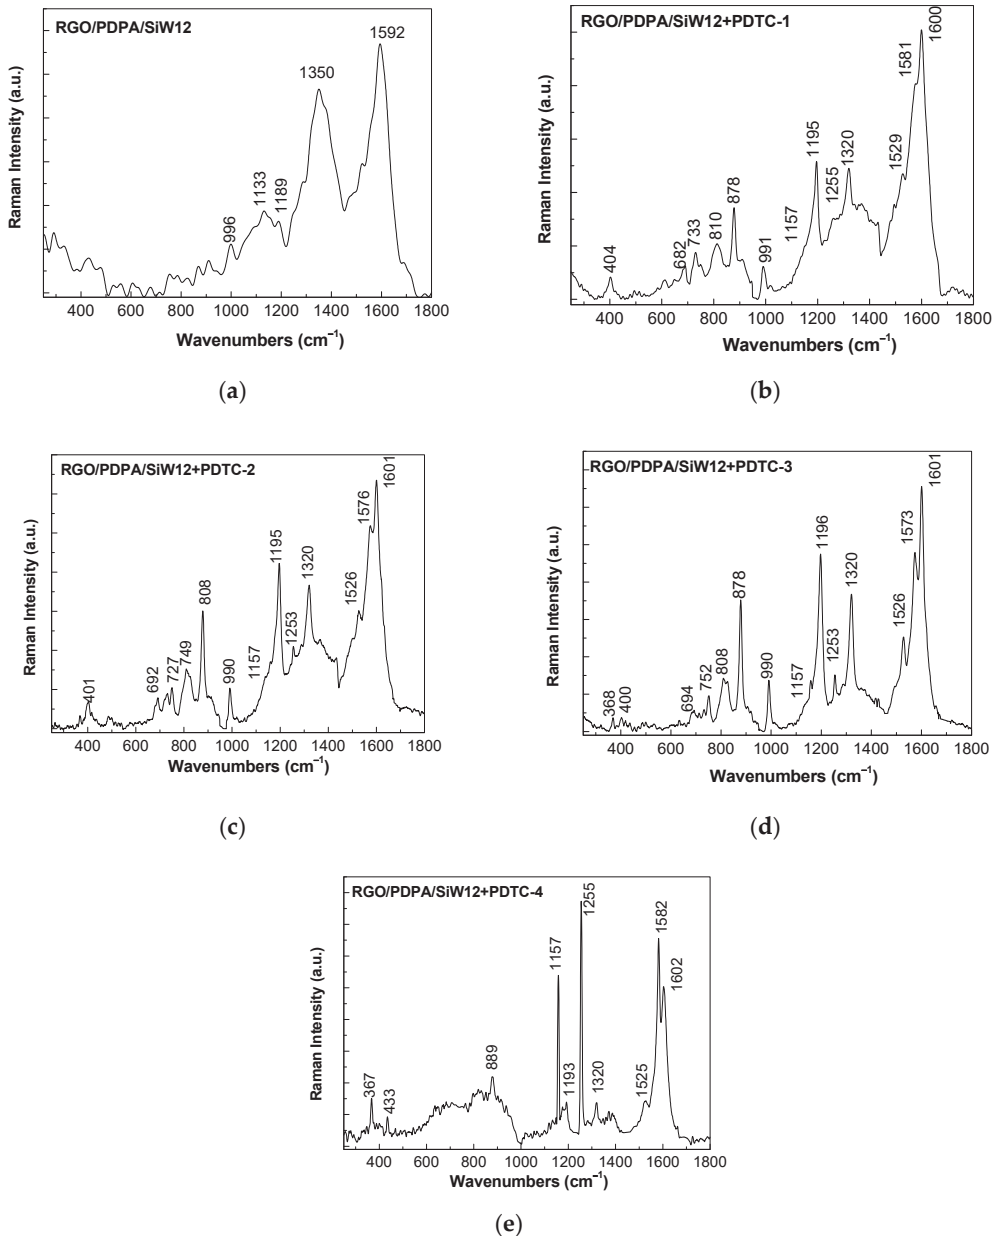 RGO/PDPA/SiW12
1592
1350
1133
1189
996
Raman Intensity (a.u.)
400 600 800 1000 1200 1400 1600 1800
Wavenumbers (cm⁻¹)
(a)
RGO/PDPA/SiW12+PDTC-1
1600
1581
1529
1320
1255
1195
1157
991
878
810
733
682
404
Raman Intensity (a.u.)
400 600 800 1000 1200 1400 1600 1800
Wavenumbers (cm⁻¹)
(b)
RGO/PDPA/SiW12+PDTC-2
1601
1576
1526
1320
1253
1195
1157
990
808
749
727
692
401
Raman Intensity (a.u.)
400 600 800 1000 1200 1400 1600 1800
Wavenumbers (cm⁻¹)
(c)
RGO/PDPA/SiW12+PDTC-3
1601
1573
1526
1320
1253
1196
1157
990
878
808
752
694
400
368
Raman Intensity (a.u.)
400 600 800 1000 1200 1400 1600 1800
Wavenumbers (cm⁻¹)
(d)
RGO/PDPA/SiW12+PDTC-4
1255
1582
1602
1157
1193
1320
1525
889
367
433
Raman Intensity (a.u.)
400 600 800 1000 1200 1400 1600 1800
Wavenumbers (cm⁻¹)
(e)